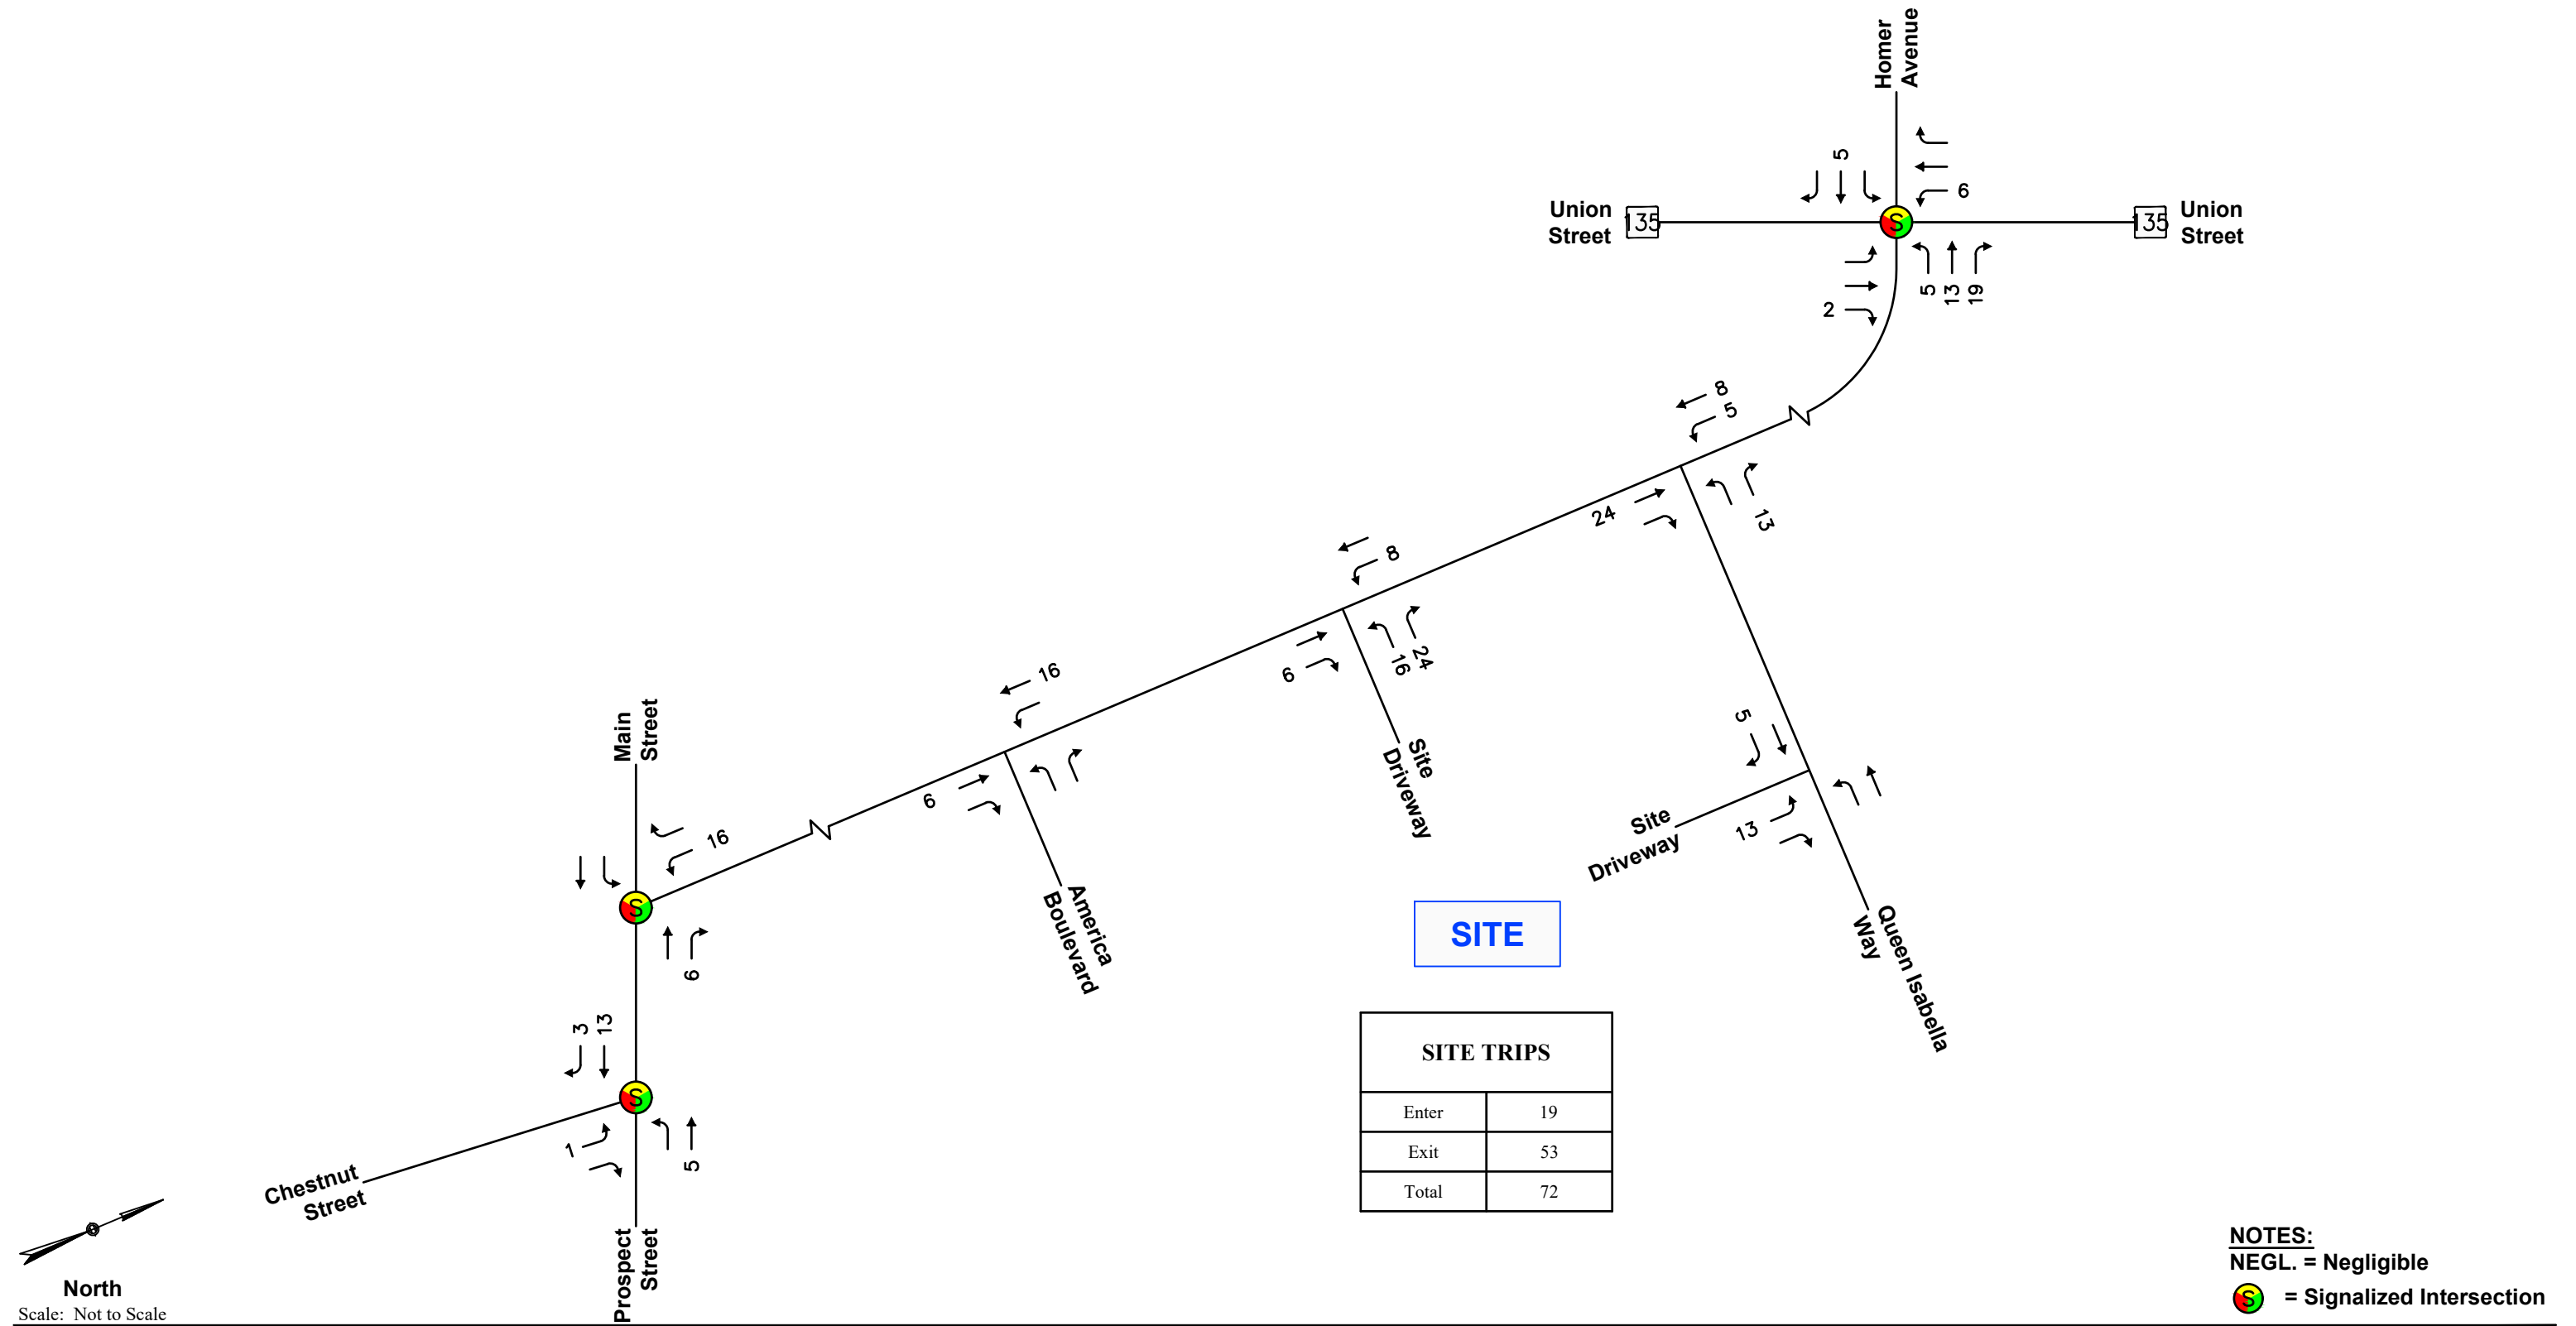 Homer
Avenue
5
6
Union
Street
135
135
Union
Street
2
5
13
19
8
5
24
13
8
6
16
24
16
Main
Street
6
16
6
Site
Driveway
America
Boulevard
5
Site
Driveway
13
Queen Isabella
Way
SITE
3
13
1
5
Chestnut
Street
Prospect
Street
SITE TRIPS
Enter 19
Exit 53
Total 72
North
Scale: Not to Scale
NOTES:
NEGL. = Negligible
S = Signalized Intersection
S
S
S